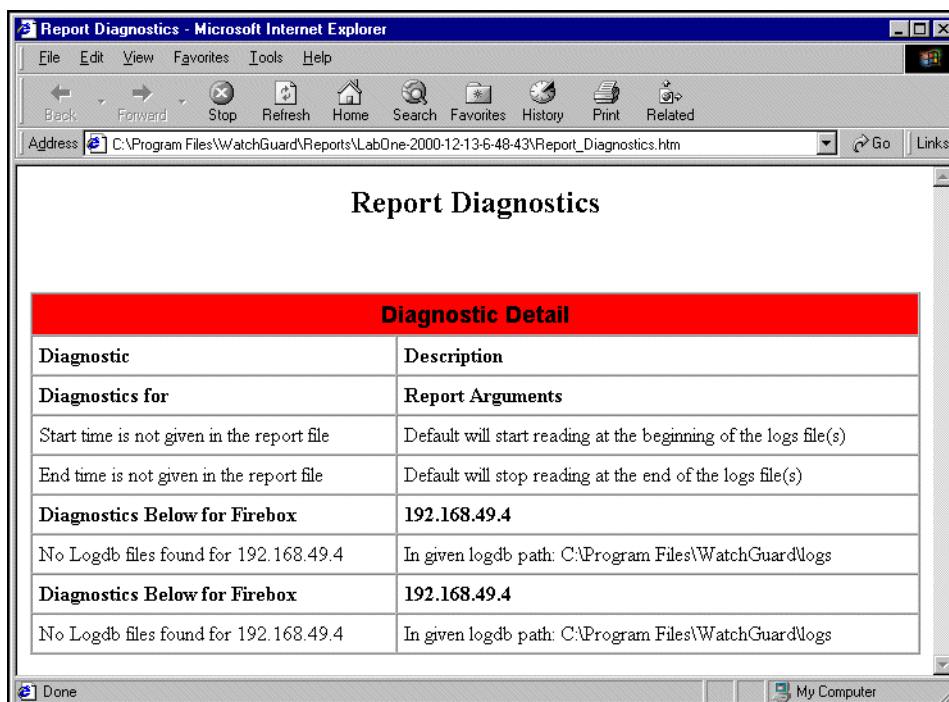 Report Diagnostics - Microsoft Internet Explorer
File Edit View Favorites Tools Help
Back Forward Stop Refresh Home Search Favorites History Print Related
Address C:\Program Files\WatchGuard\Reports\LabOne-2000-12-13-6-48-43\Report_Diagnostics.htm Go Links
Report Diagnostics
Diagnostic Detail
Diagnostic Description
Diagnostics for Report Arguments
Start time is not given in the report file Default will start reading at the beginning of the logs file(s)
End time is not given in the report file Default will stop reading at the end of the logs file(s)
Diagnostics Below for Firebox 192.168.49.4
No Logdb files found for 192.168.49.4 In given logdb path: C:\Program Files\WatchGuard\logs
Diagnostics Below for Firebox 192.168.49.4
No Logdb files found for 192.168.49.4 In given logdb path: C:\Program Files\WatchGuard\logs
Done My Computer